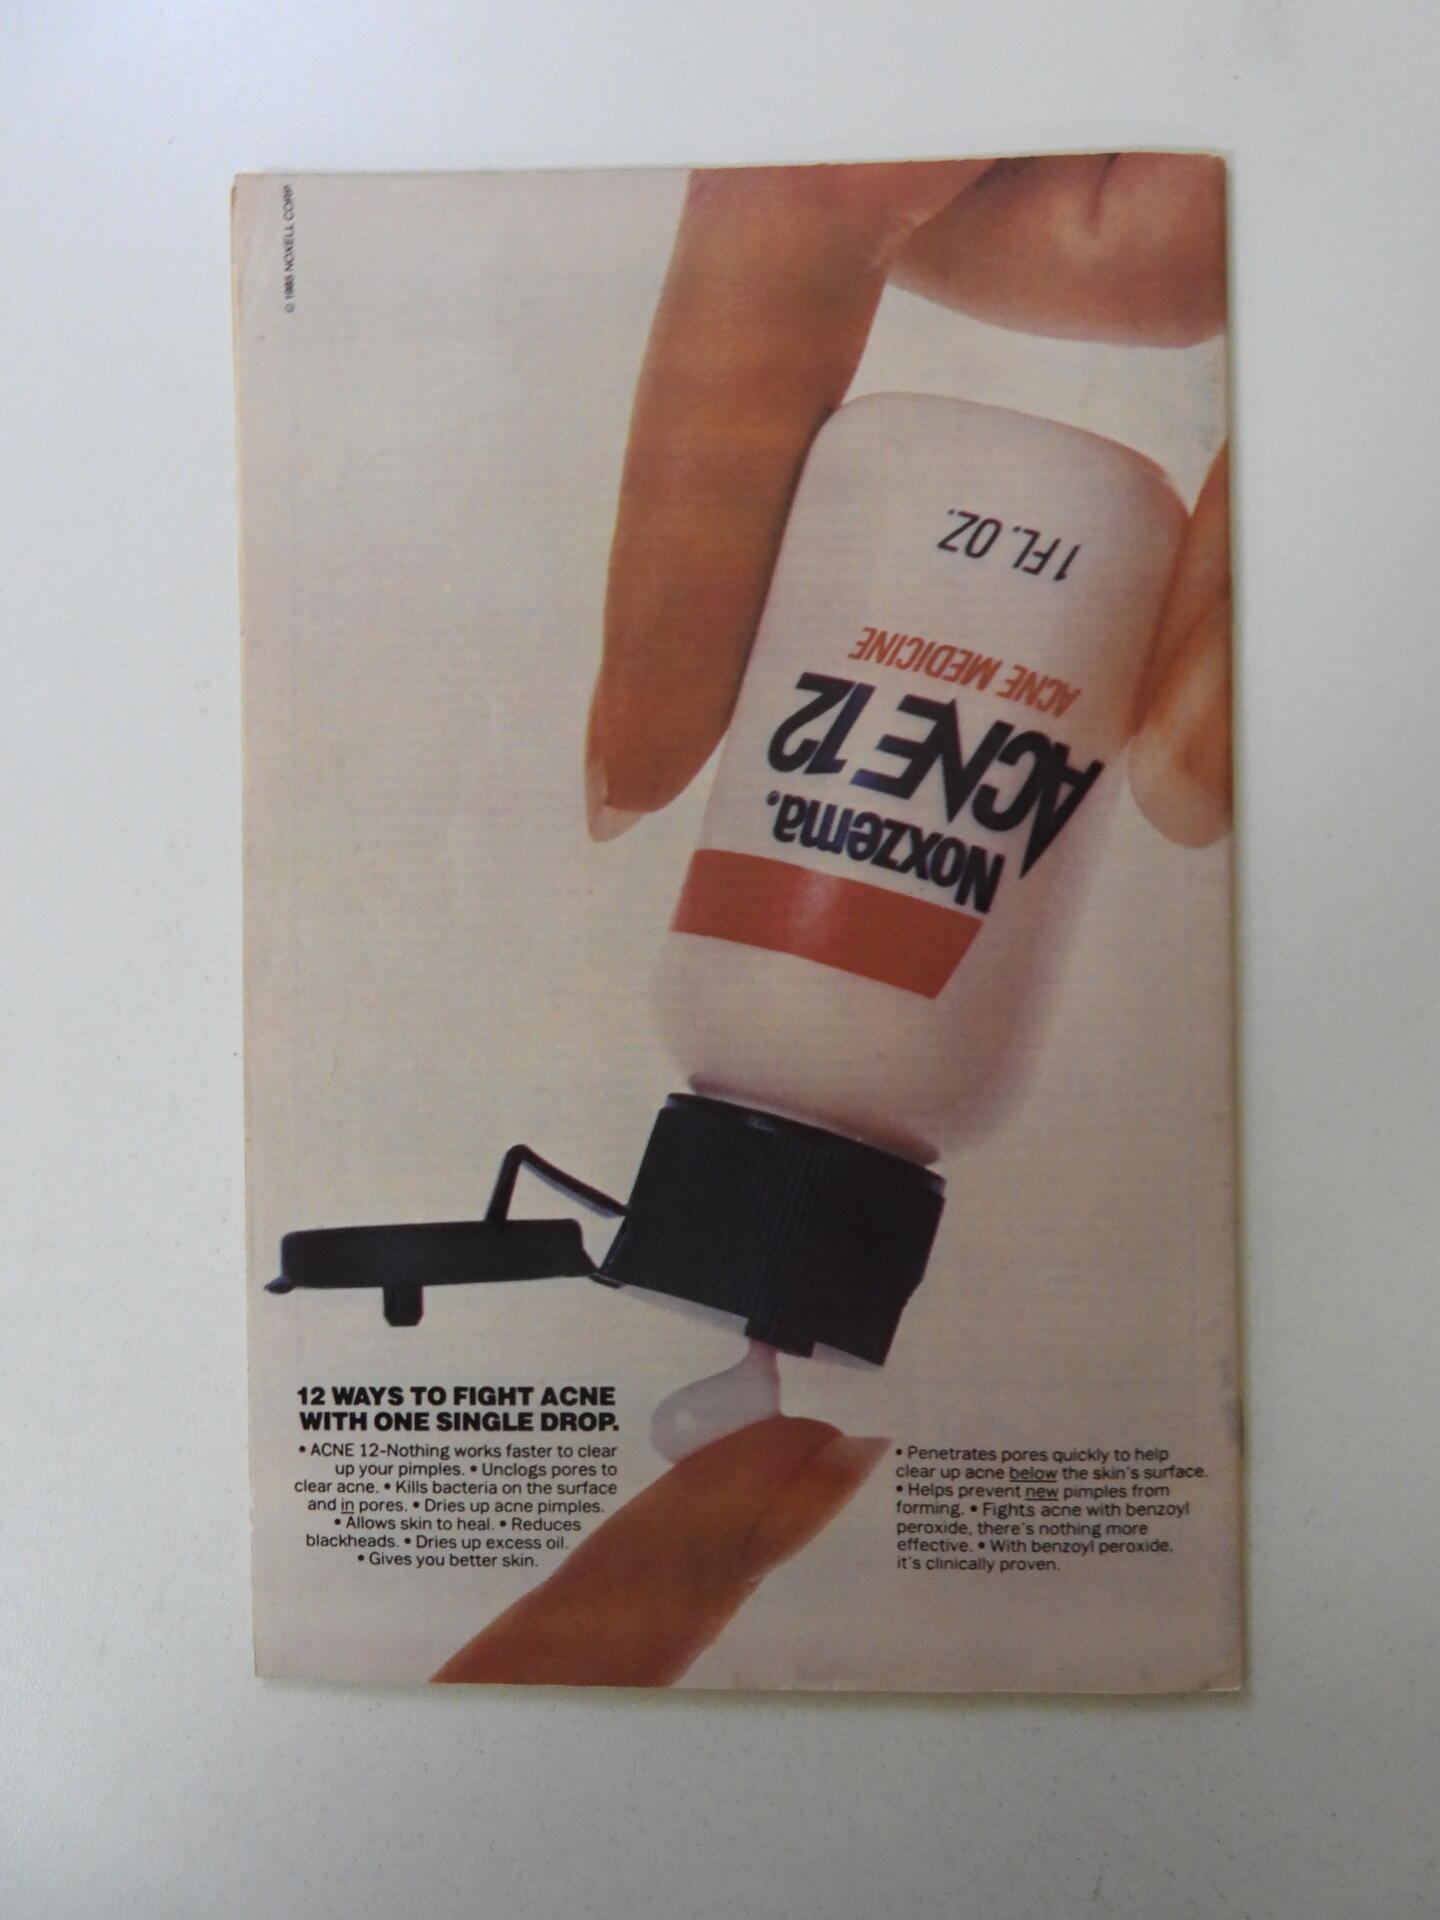 © 1985 NOXELL CORP.
Noxzema.
ACNE 12
ACNE MEDICINE
1 FL. OZ.
12 WAYS TO FIGHT ACNE
WITH ONE SINGLE DROP.
• ACNE 12-Nothing works faster to clear
up your pimples. • Unclogs pores to
clear acne. • Kills bacteria on the surface
and in pores. • Dries up acne pimples.
• Allows skin to heal. • Reduces
blackheads. • Dries up excess oil.
• Gives you better skin.
• Penetrates pores quickly to help
clear up acne below the skin's surface.
• Helps prevent new pimples from
forming. • Fights acne with benzoyl
peroxide, there's nothing more
effective. • With benzoyl peroxide,
it's clinically proven.